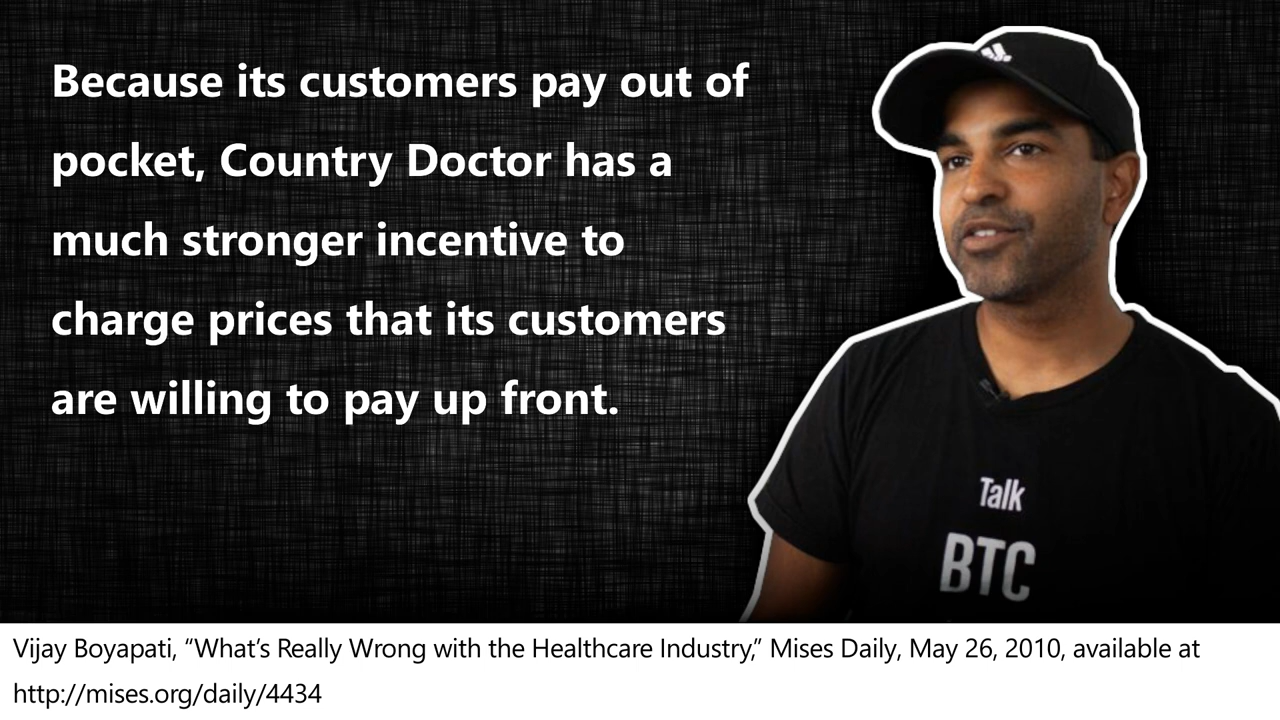 Because its customers pay out of
pocket, Country Doctor has a
much stronger incentive to
charge prices that its customers
are willing to pay up front.
Talk
BTC
Vijay Boyapati, “What’s Really Wrong with the Healthcare Industry,” Mises Daily, May 26, 2010, available at
http://mises.org/daily/4434